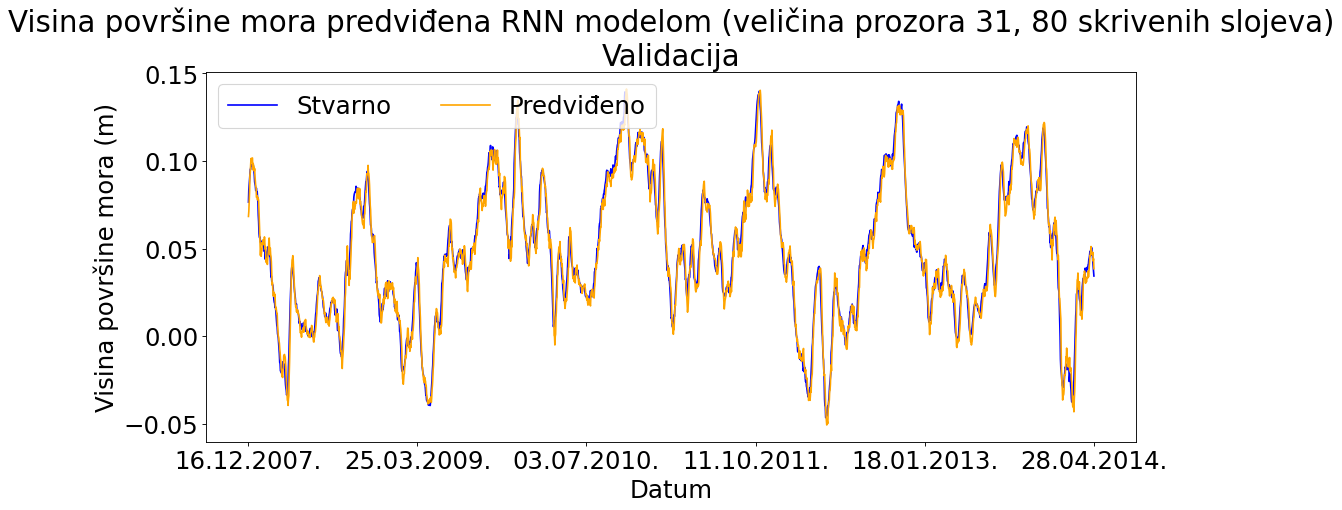 Visina površine mora predviđena RNN modelom (veličina prozora 31, 80 skrivenih slojeva)
Validacija
Stvarno Predviđeno
Visina površine mora (m)
0.15
0.10
0.05
0.00
−0.05
16.12.2007. 25.03.2009. 03.07.2010. 11.10.2011. 18.01.2013. 28.04.2014.
Datum